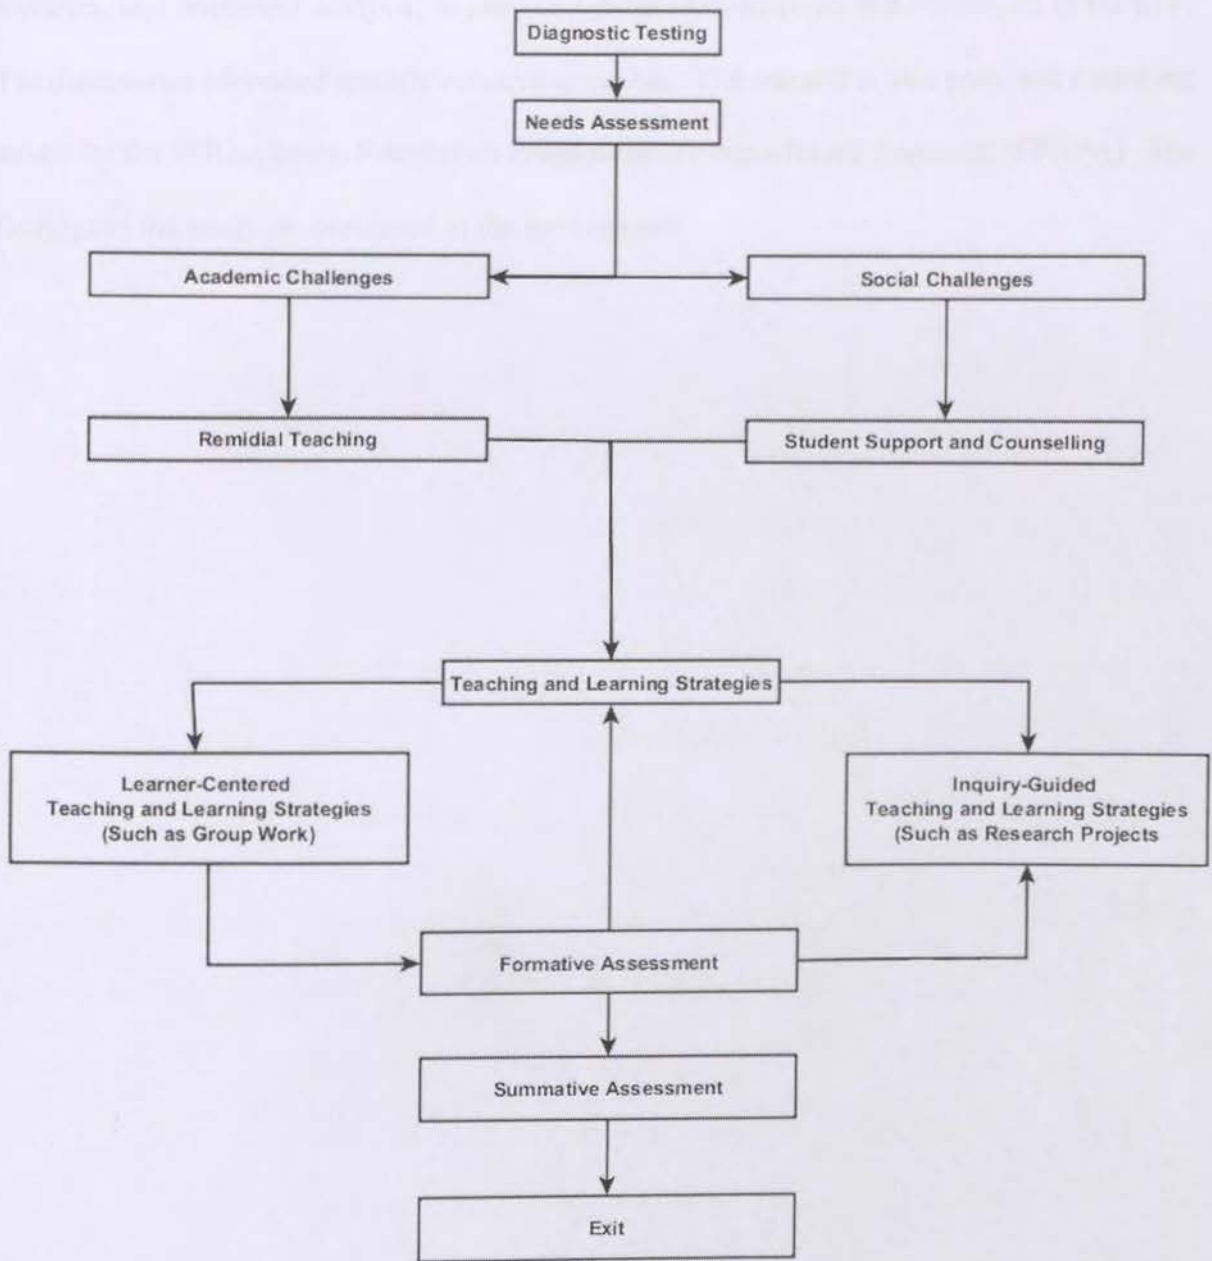 Diagnostic Testing
Needs Assessment
Academic Challenges
Social Challenges
Remidial Teaching
Student Support and Counselling
Teaching and Learning Strategies
Learner-Centered
Teaching and Learning Strategies
(Such as Group Work)
Inquiry-Guided
Teaching and Learning Strategies
(Such as Research Projects
Formative Assessment
Summative Assessment
Exit